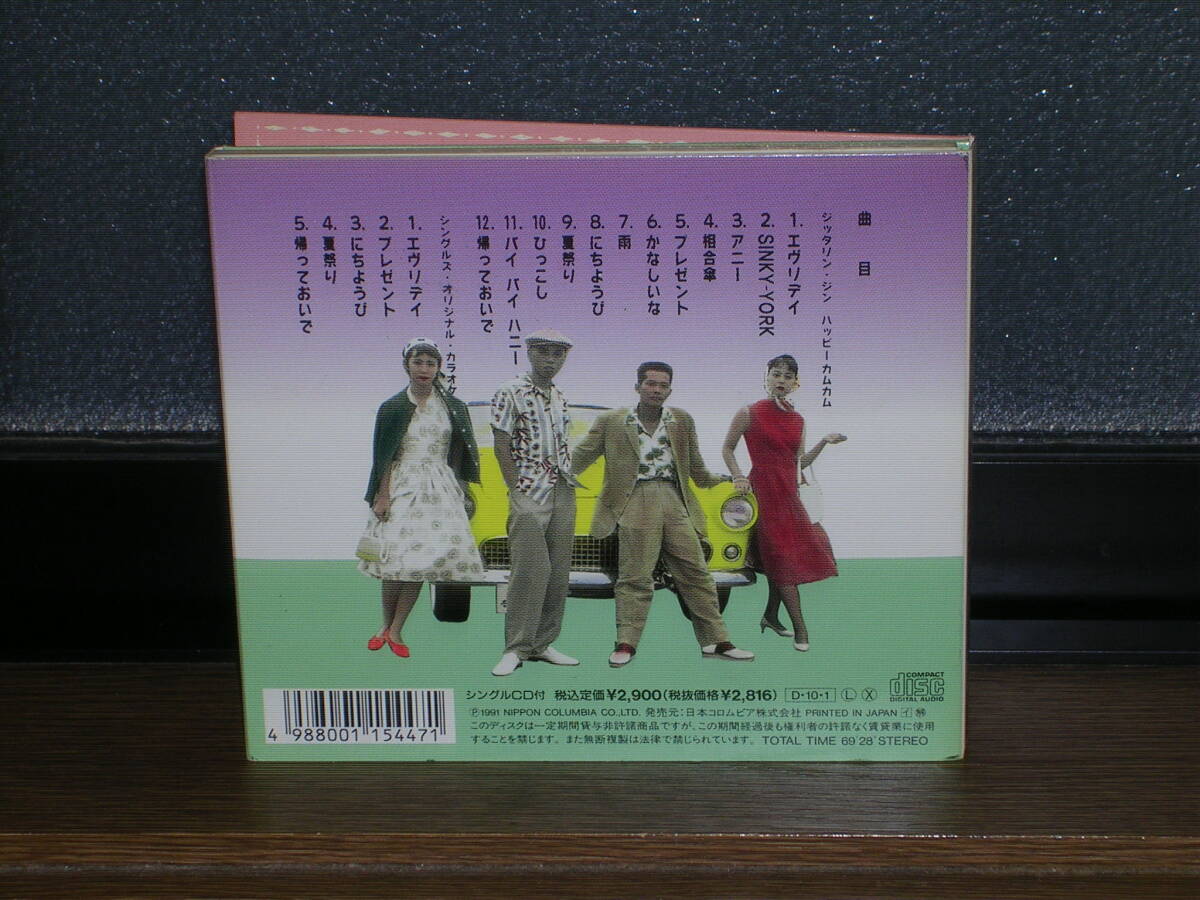 曲目
ジッタリン・ジン ハッピーカムカム
1. エヴリデイ
2. SINKY-YORK
3. アニー
4. 相合傘
5. プレゼント
6. かなしいな
7. 雨
8. にちようび
9. 夏祭り
10. ひっこし
11. バイ バイ ハニー
12. 帰っておいで
シングルズ・オリジナル・カラオケ
1. エヴリデイ
2. プレゼント
3. にちようび
4. 夏祭り
5. 帰っておいで
4 988001 154471
シングルCD付 税込定価¥2,900(税抜価格¥2,816) D・10・1 L X
COMPACT disc DIGITAL AUDIO
Ⓟ1991 NIPPON COLUMBIA CO.,LTD. 発売元:日本コロムビア株式会社 PRINTED IN JAPAN
このディスクは一定期間貸与非許諾商品ですが、この期間経過後も権利者の許諾なく賃貸業に使用
することを禁じます。また無断複製は法律で禁じられています。 TOTAL TIME 69'28" STEREO